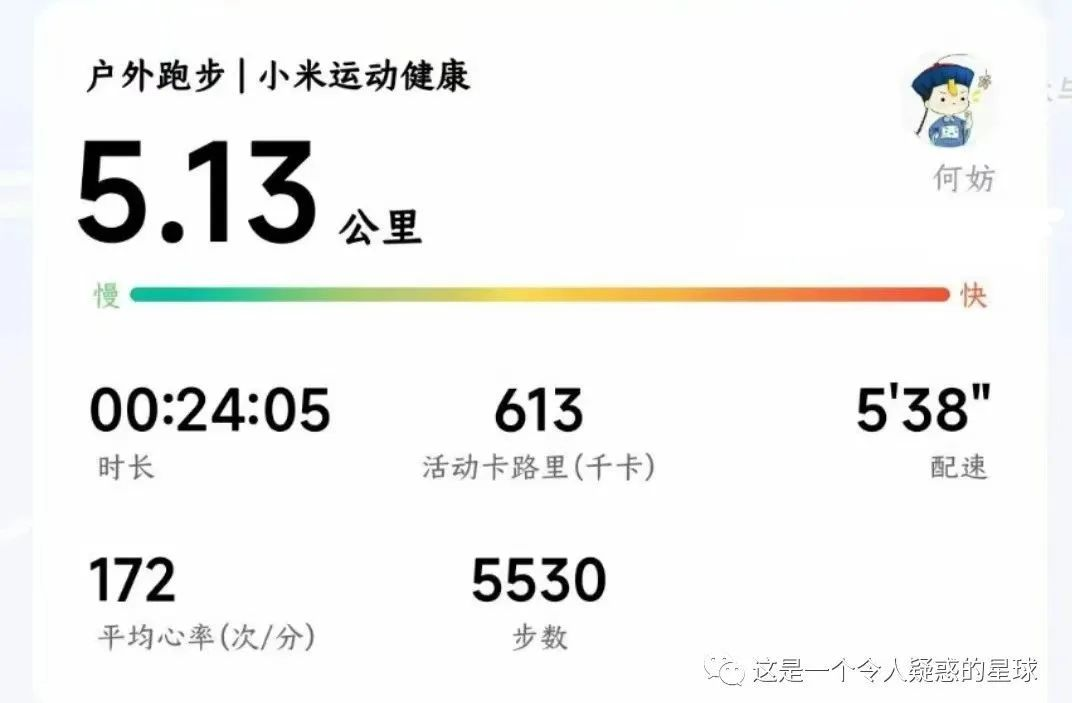 户外跑步 | 小米运动健康
何妨
5.13 公里
慢 快
00:24:05 613 5'38"
时长 活动卡路里(千卡) 配速
172 5530
平均心率(次/分) 步数
这是一个令人疑惑的星球